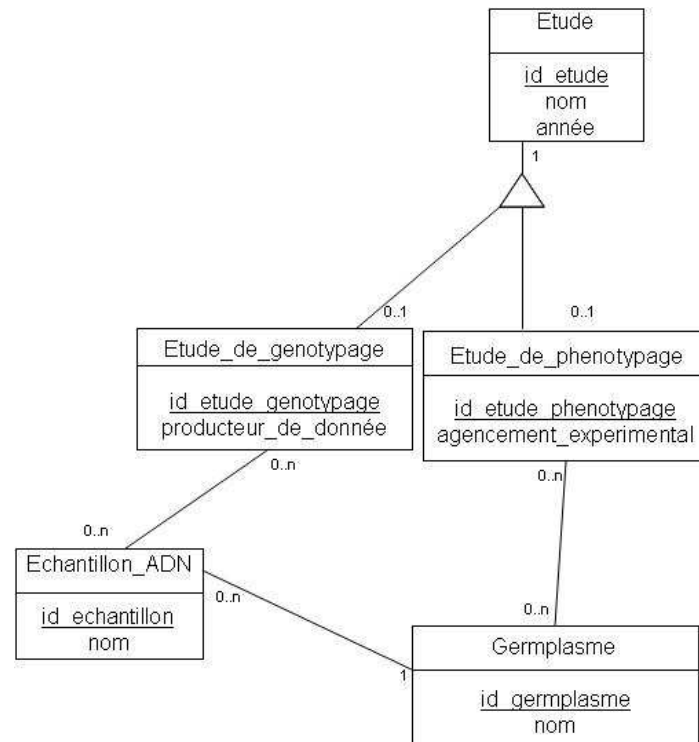 Etude
id_etude
nom
année
1
0..1
0..1
Etude_de_genotypage
id_etude_genotypage
producteur_de_donnée
Etude_de_phenotypage
id_etude_phenotypage
agencement_experimental
0..n
0..n
0..n
Echantillon_ADN
id_echantillon
nom
0..n
0..n
1
Germplasme
id_germplasme
nom